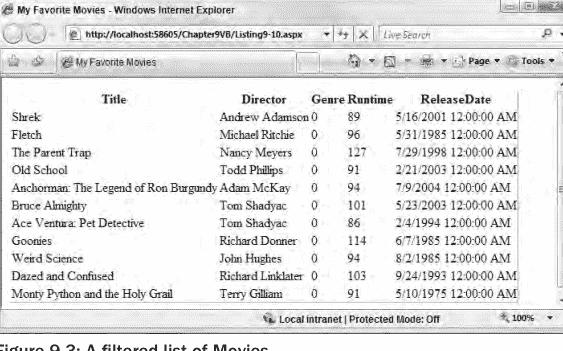 My Favorite Movies - Windows Internet Explorer
http://localhost:58605/Chapter9VB/Listing9-10.aspx
Live Search
My Favorite Movies
Page
Tools
Title Director Genre Runtime ReleaseDate
Shrek Andrew Adamson 0 89 5/16/2001 12:00:00 AM
Fletch Michael Ritchie 0 96 5/31/1985 12:00:00 AM
The Parent Trap Nancy Meyers 0 127 7/29/1998 12:00:00 AM
Old School Todd Phillips 0 91 2/21/2003 12:00:00 AM
Anchorman: The Legend of Ron Burgundy Adam McKay 0 94 7/9/2004 12:00:00 AM
Bruce Almighty Tom Shadyac 0 101 5/23/2003 12:00:00 AM
Ace Ventura: Pet Detective Tom Shadyac 0 86 2/4/1994 12:00:00 AM
Goonies Richard Donner 0 114 6/7/1985 12:00:00 AM
Weird Science John Hughes 0 94 8/2/1985 12:00:00 AM
Dazed and Confused Richard Linklater 0 103 9/24/1993 12:00:00 AM
Monty Python and the Holy Grail Terry Gilliam 0 91 5/10/1975 12:00:00 AM
Local intranet | Protected Mode: Off
100%
Figure 9-2: A filtered list of Movies